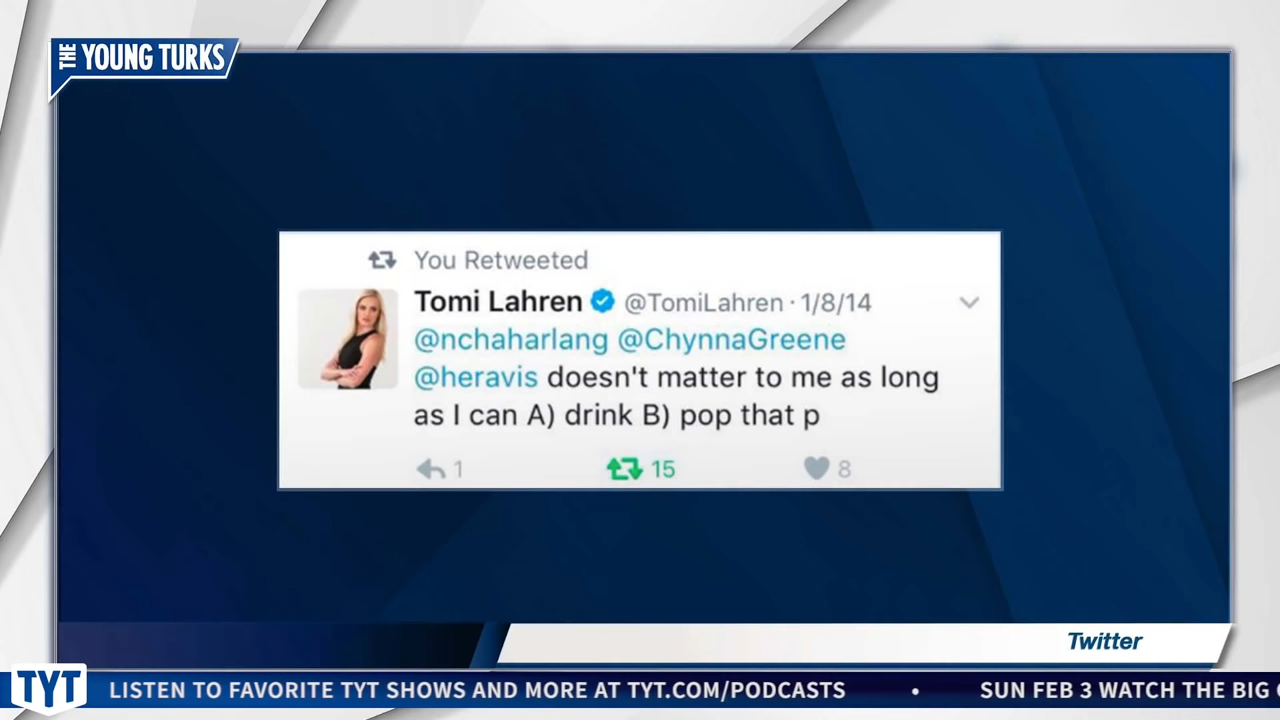 THE YOUNG TURKS
You Retweeted
Tomi Lahren @TomiLahren · 1/8/14
@nchaharlang @ChynnaGreene
@heravis doesn't matter to me as long
as I can A) drink B) pop that p
1 15 8
Twitter
TYT LISTEN TO FAVORITE TYT SHOWS AND MORE AT TYT.COM/PODCASTS • SUN FEB 3 WATCH THE BIG